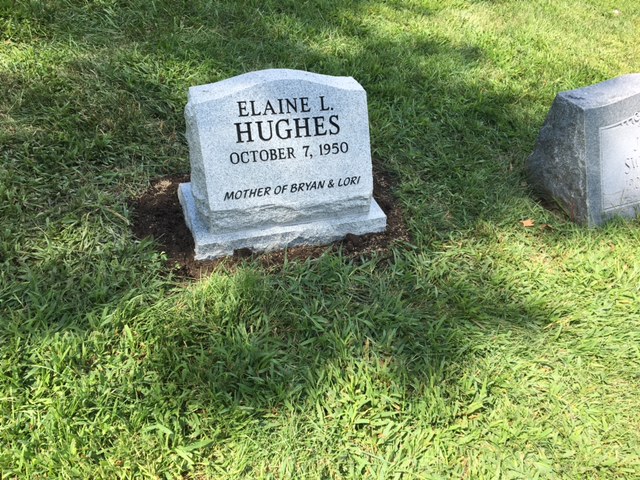 ELAINE L.
HUGHES
OCTOBER 7, 1950
MOTHER OF BRYAN & LORI